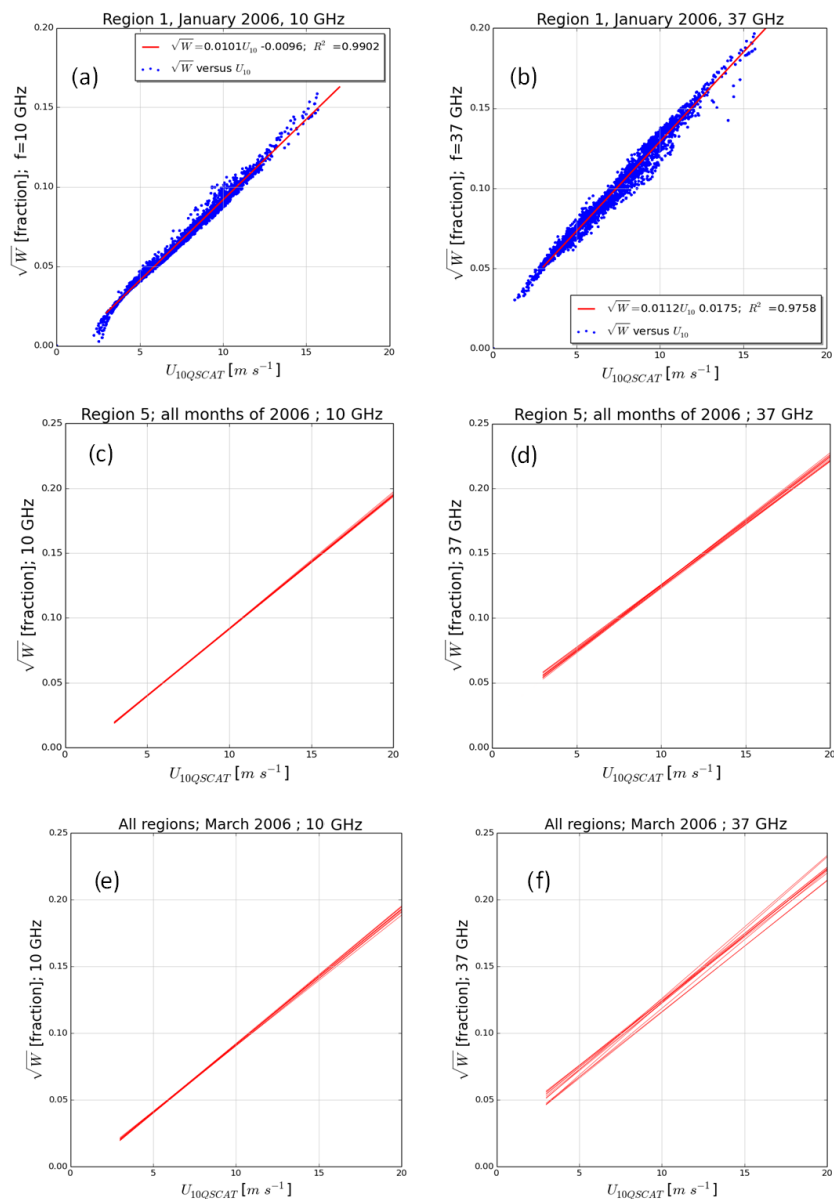 Region 1, January 2006, 10 GHz
(a)
√W=0.0101U10 -0.0096; R² =0.9902
√W versus U10
√W [fraction]; f=10 GHz
0.20
0.15
0.10
0.05
0.00
0
5
10
15
20
U10QSCAT [m s⁻¹]
Region 1, January 2006, 37 GHz
(b)
√W=0.0112U10 0.0175; R² =0.9758
√W versus U10
√W [fraction]; f=37 GHz
0.20
0.15
0.10
0.05
0.00
0
5
10
15
20
U10QSCAT [m s⁻¹]
Region 5; all months of 2006 ; 10 GHz
(c)
√W [fraction]; 10 GHz
0.25
0.20
0.15
0.10
0.05
0.00
0
5
10
15
20
U10QSCAT [m s⁻¹]
Region 5; all months of 2006 ; 37 GHz
(d)
√W [fraction]; 37 GHz
0.25
0.20
0.15
0.10
0.05
0.00
0
5
10
15
20
U10QSCAT [m s⁻¹]
All regions; March 2006 ; 10 GHz
(e)
√W [fraction]; 10 GHz
0.25
0.20
0.15
0.10
0.05
0.00
0
5
10
15
20
U10QSCAT [m s⁻¹]
All regions; March 2006 ; 37 GHz
(f)
√W [fraction]; 37 GHz
0.25
0.20
0.15
0.10
0.05
0.00
0
5
10
15
20
U10QSCAT [m s⁻¹]